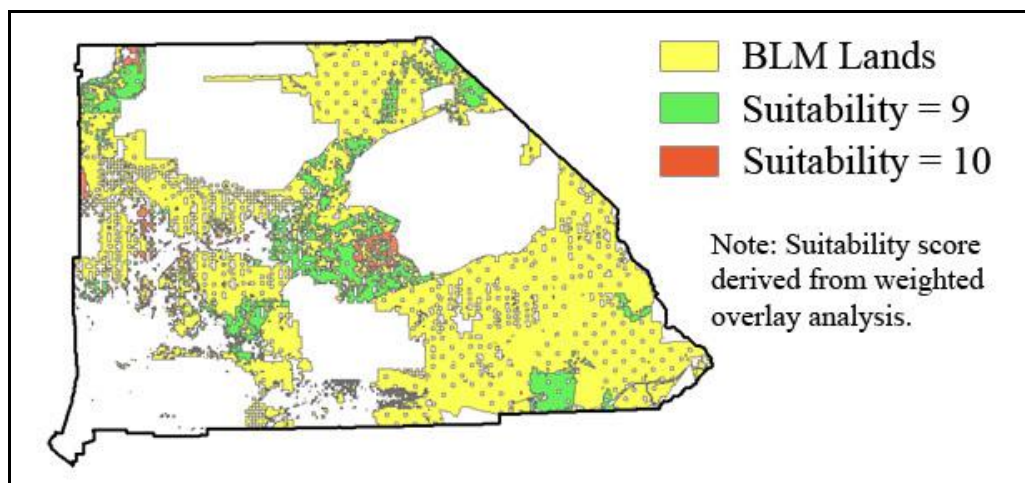 BLM Lands
Suitability = 9
Suitability = 10
Note: Suitability score
derived from weighted
overlay analysis.